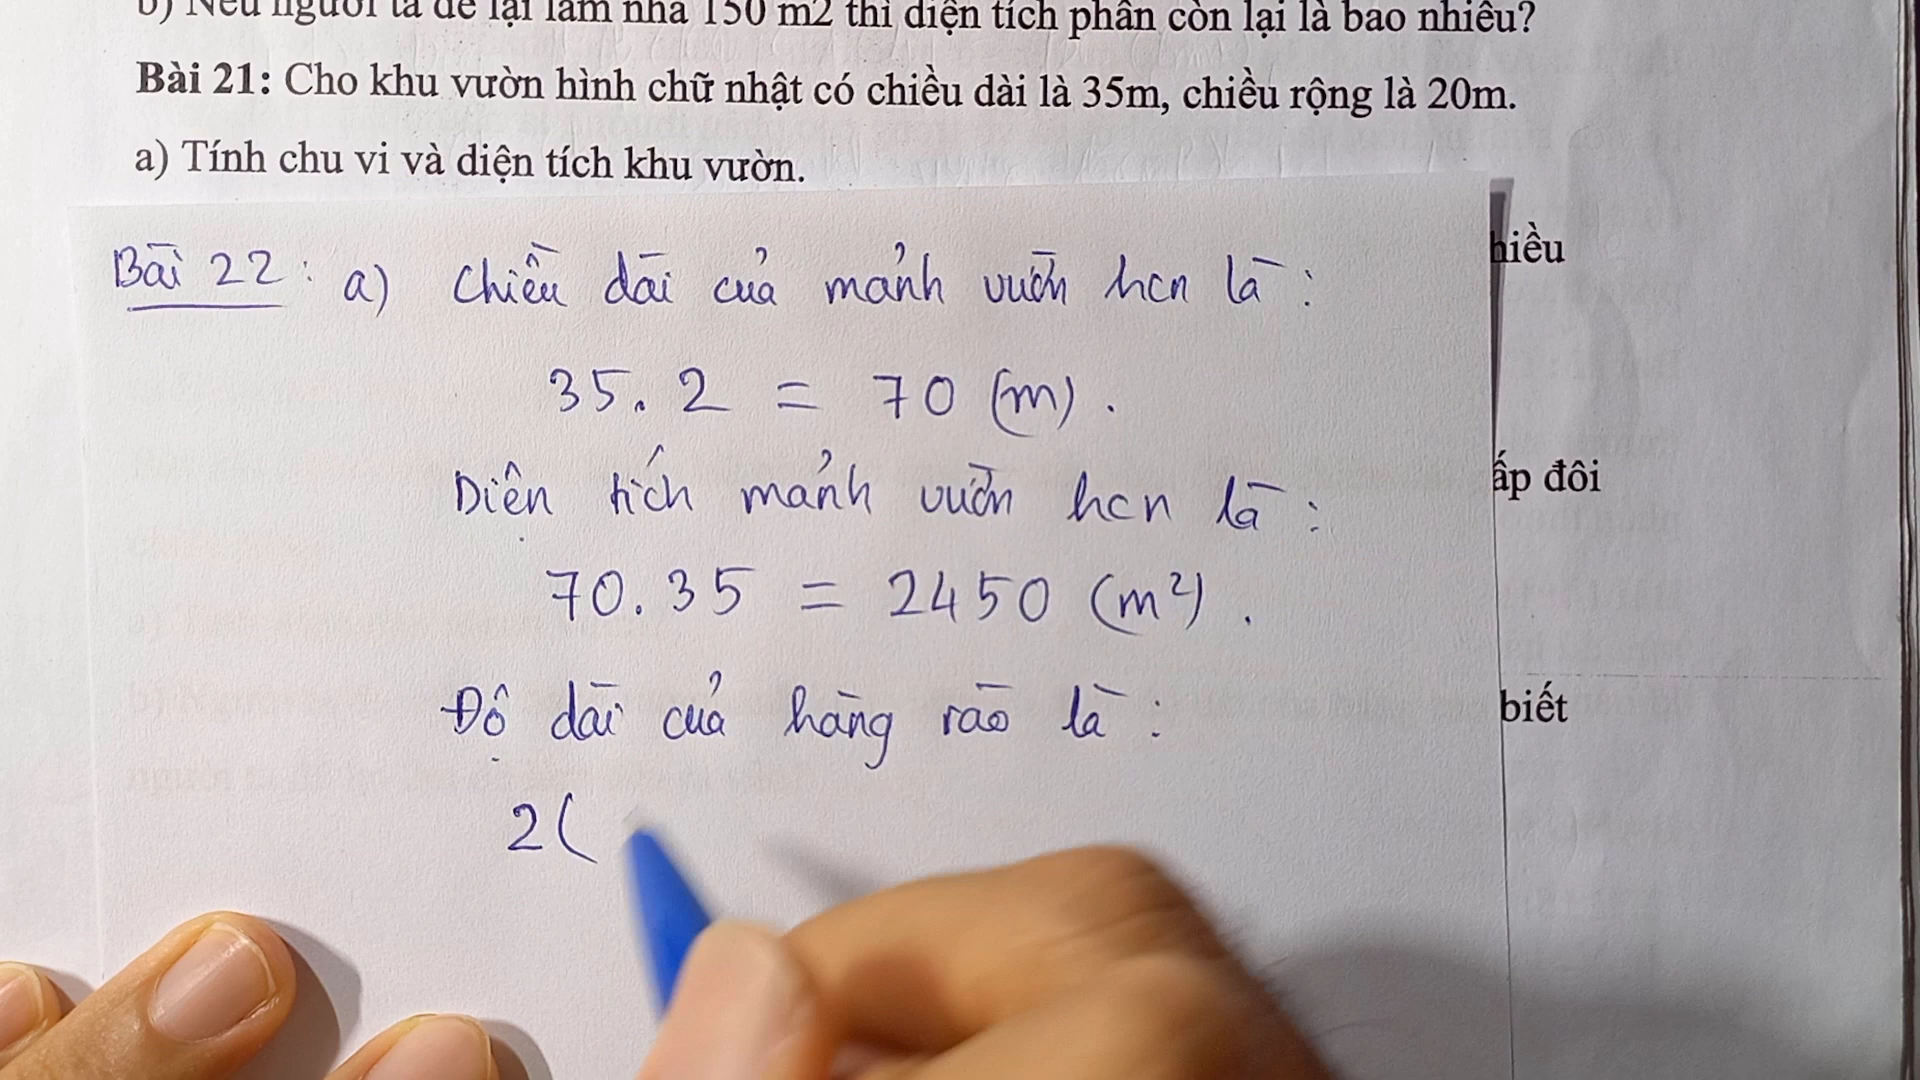 b) Nếu người ta để lại làm nhà 150 m2 thì diện tích phần còn lại là bao nhiêu?
Bài 21: Cho khu vườn hình chữ nhật có chiều dài là 35m, chiều rộng là 20m.
a) Tính chu vi và diện tích khu vườn.
hiều
Bài 22: a) Chiều dài của mảnh vườn hcn là:
35.2 = 70 (m).
ấp đôi
Diện tích mảnh vườn hcn là:
70.35 = 2450 (m²).
biết
Độ dài của hàng rào là:
2(